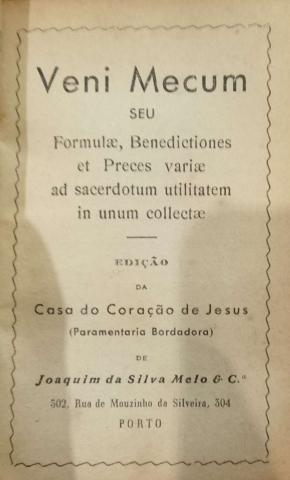 Veni Mecum
SEU
Formulæ, Benedictiones
et Preces variæ
ad sacerdotum utilitatem
in unum collectæ
EDIÇÃO
DA
Casa do Coração de Jesus
(Paramentaria Bordadora)
DE
Joaquim da Silva Melo & C.ª
302, Rua de Mouzinho da Silveira, 304
PORTO